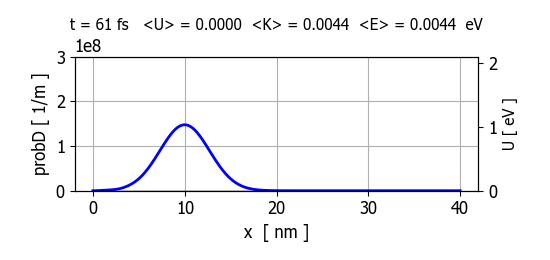 t = 61 fs   <U> = 0.0000  <K> = 0.0044  <E> = 0.0044  eV
1e8
3
2
1
0
probD [ 1/m ]
2
1
0
U [ eV ]
0 10 20 30 40
x  [ nm ]